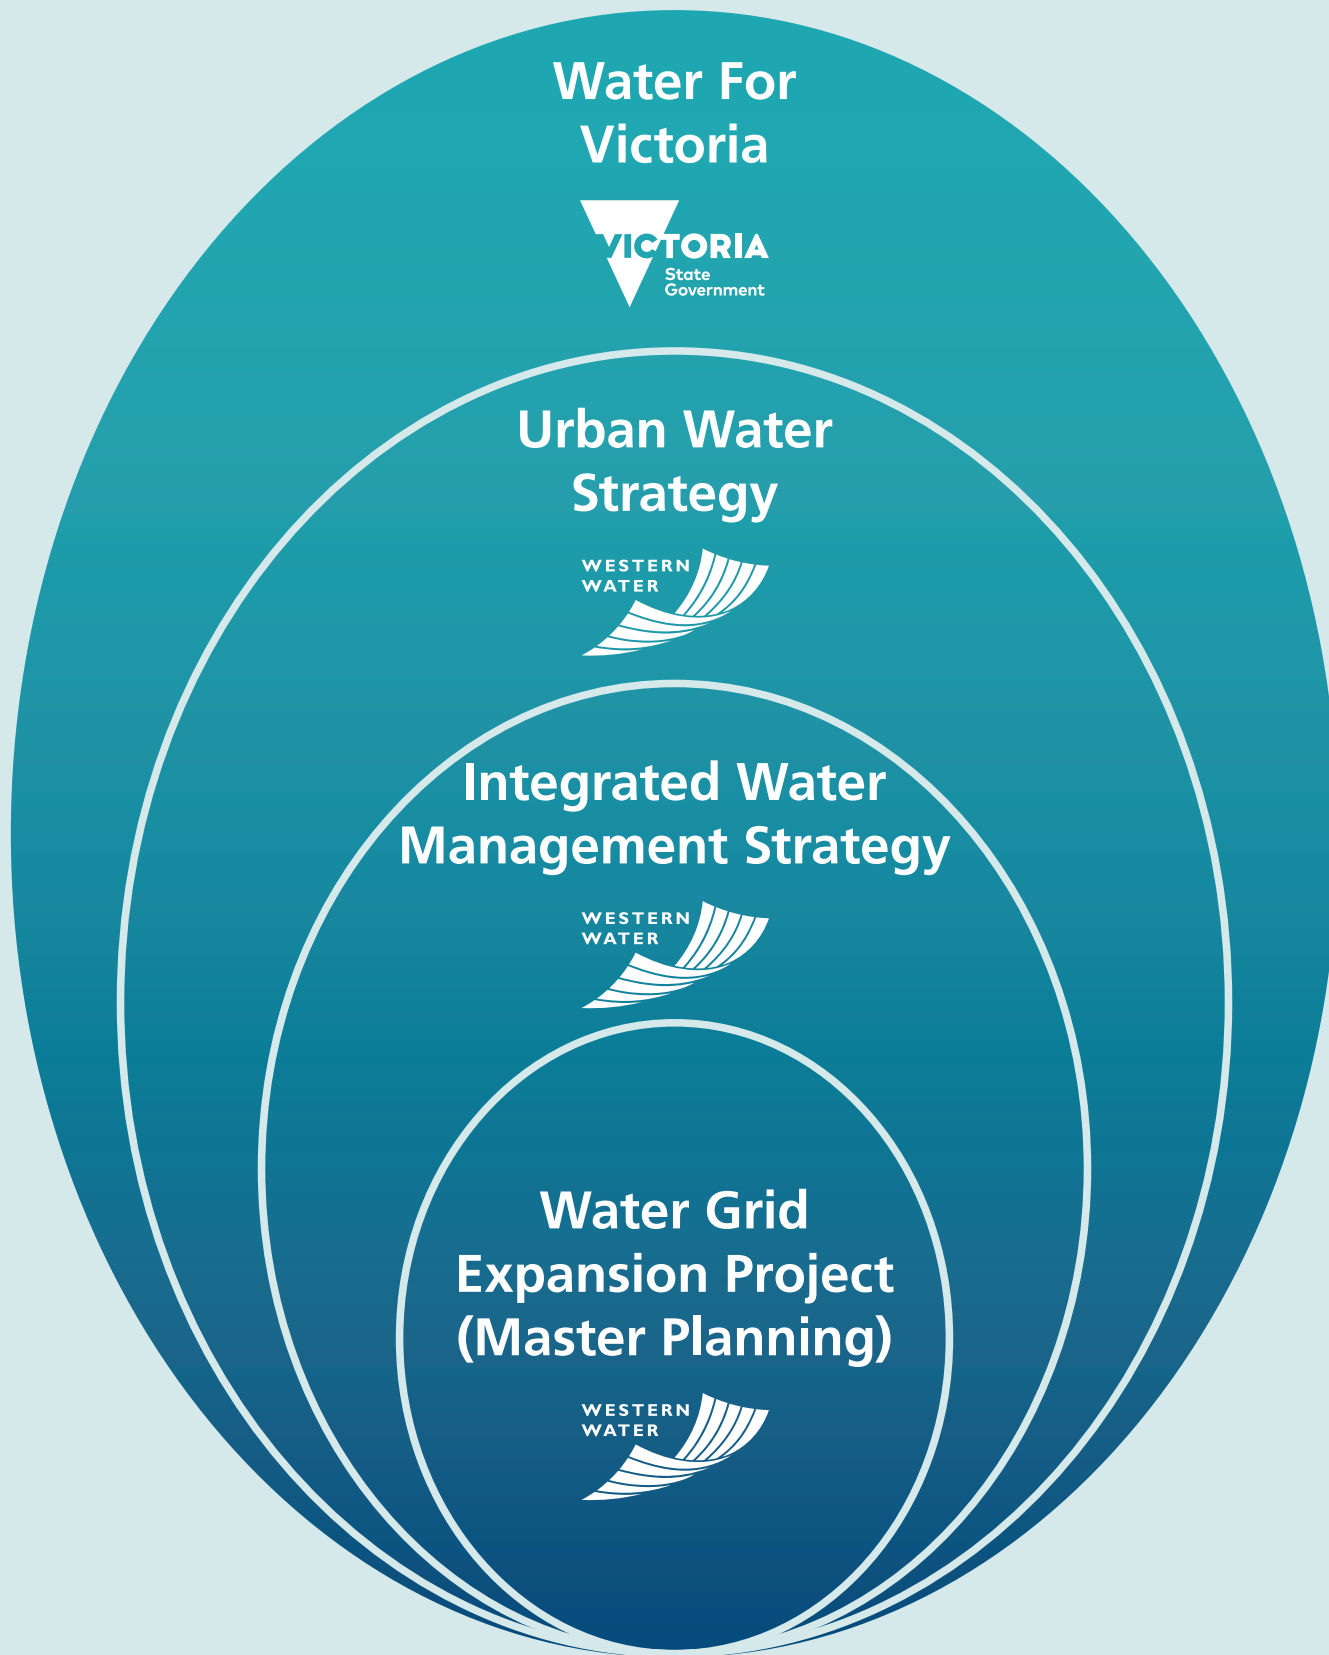 Water For
Victoria
VICTORIA
State
Government
Urban Water
Strategy
WESTERN
WATER
Integrated Water
Management Strategy
WESTERN
WATER
Water Grid
Expansion Project
(Master Planning)
WESTERN
WATER